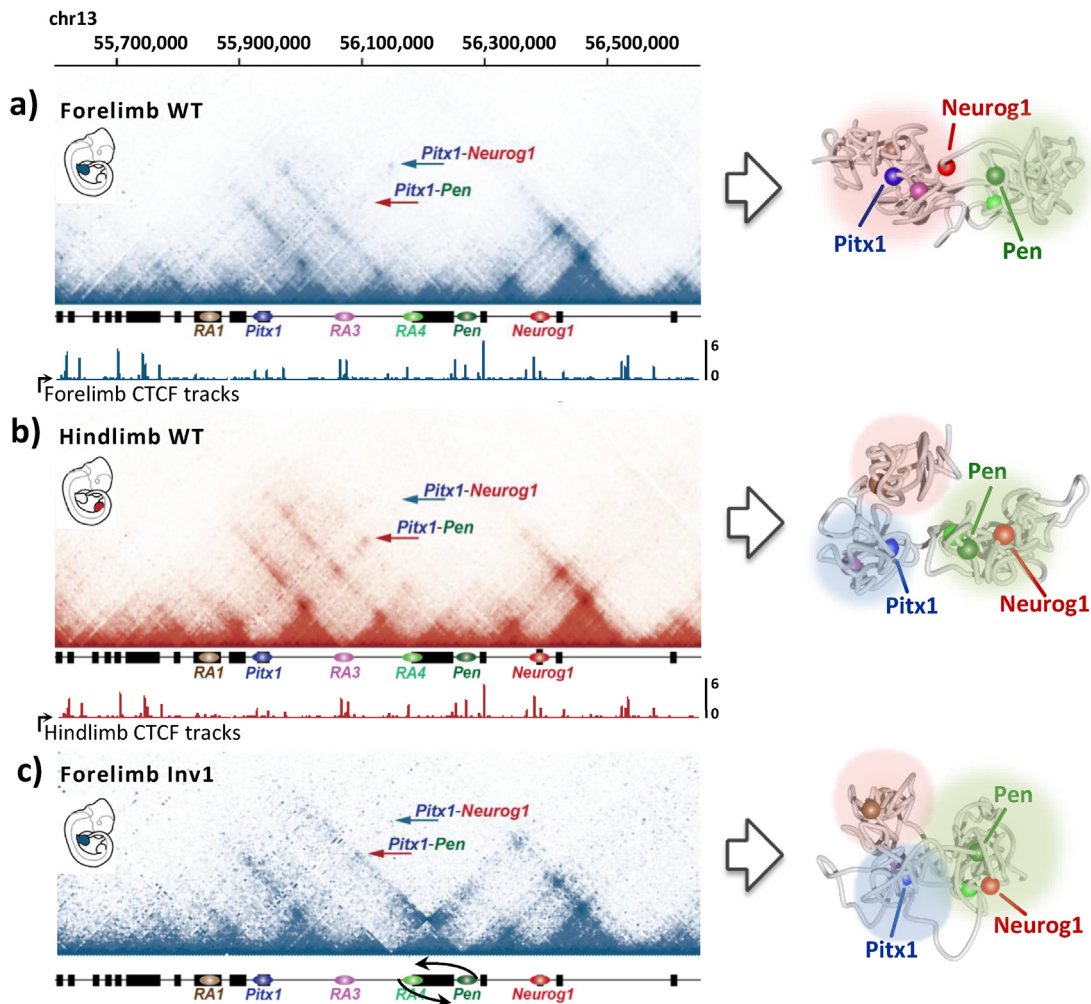 chr13
55,700,000 55,900,000 56,100,000 56,300,000 56,500,000
a) Forelimb WT
Pitx1-Neurog1
Pitx1-Pen
Neurog1
Pitx1
Pen
RA1 Pitx1 RA3 RA4 Pen Neurog1
6
0
Forelimb CTCF tracks
b) Hindlimb WT
Pitx1-Neurog1
Pitx1-Pen
Pen
Pitx1
Neurog1
RA1 Pitx1 RA3 RA4 Pen Neurog1
6
0
Hindlimb CTCF tracks
c) Forelimb Inv1
Pitx1-Neurog1
Pitx1-Pen
Pen
Neurog1
Pitx1
RA1 Pitx1 RA3 RA4 Pen Neurog1